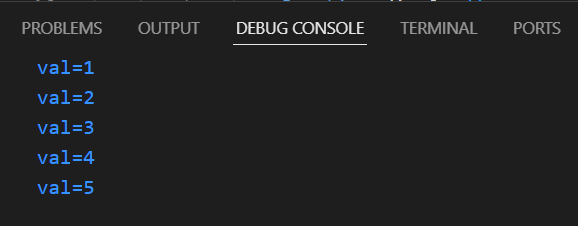 PROBLEMS OUTPUT DEBUG CONSOLE TERMINAL PORTS
val=1
val=2
val=3
val=4
val=5